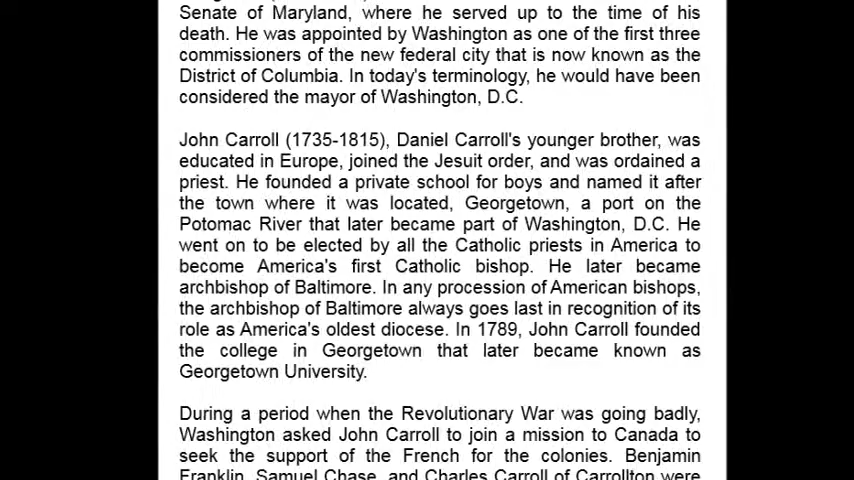 Senate of Maryland, where he served up to the time of his
death. He was appointed by Washington as one of the first three
commissioners of the new federal city that is now known as the
District of Columbia. In today's terminology, he would have been
considered the mayor of Washington, D.C.
John Carroll (1735-1815), Daniel Carroll's younger brother, was
educated in Europe, joined the Jesuit order, and was ordained a
priest. He founded a private school for boys and named it after
the town where it was located, Georgetown, a port on the
Potomac River that later became part of Washington, D.C. He
went on to be elected by all the Catholic priests in America to
become America's first Catholic bishop. He later became
archbishop of Baltimore. In any procession of American bishops,
the archbishop of Baltimore always goes last in recognition of its
role as America's oldest diocese. In 1789, John Carroll founded
the college in Georgetown that later became known as
Georgetown University.
During a period when the Revolutionary War was going badly,
Washington asked John Carroll to join a mission to Canada to
seek the support of the French for the colonies. Benjamin
Franklin, Samuel Chase, and Charles Carroll of Carrollton were